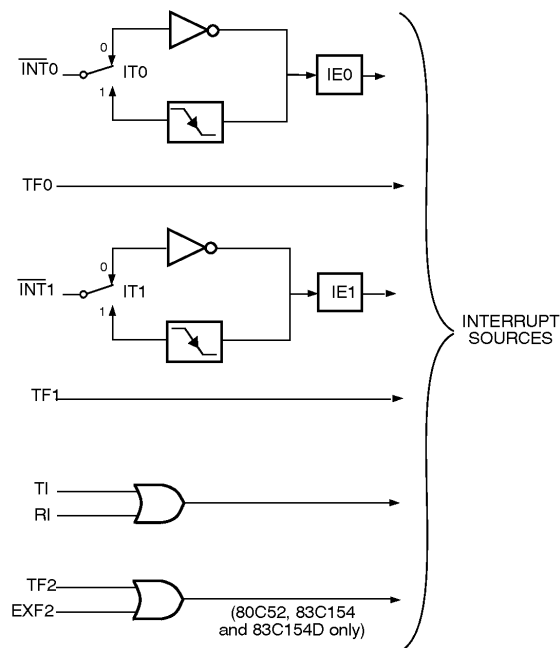 0
INT0
IT0
1
IE0
TF0
0
INT1
IT1
1
IE1
INTERRUPT
SOURCES
TF1
TI
RI
TF2
EXF2
(80C52, 83C154
and 83C154D only)